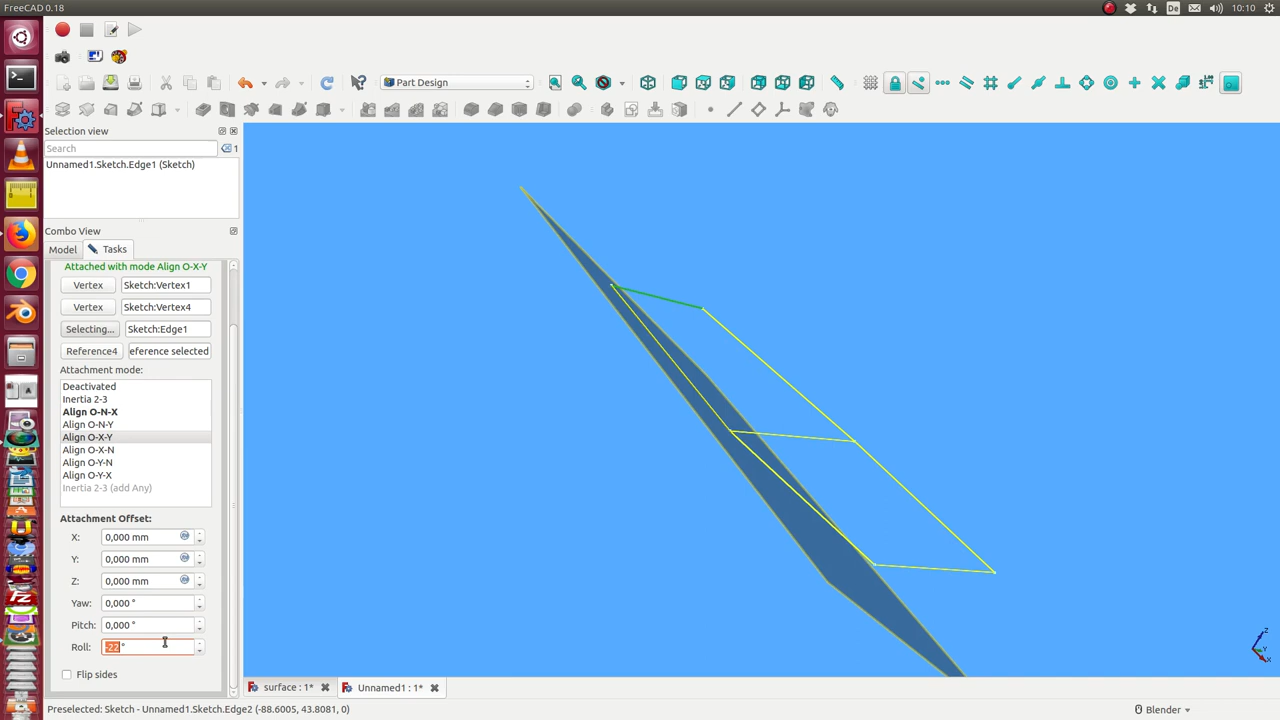 FreeCAD 0.18
De
10:10
Part Design
Selection view
Search
1
Unnamed1.Sketch.Edge1 (Sketch)
Combo View
Model
Tasks
Attached with mode Align O-X-Y
Vertex
Sketch:Vertex1
Vertex
Sketch:Vertex4
Selecting...
Sketch:Edge1
Reference4
eference selected
Attachment mode:
Deactivated
Inertia 2-3
Align O-N-X
Align O-N-Y
Align O-X-Y
Align O-X-N
Align O-Y-N
Align O-Y-X
Inertia 2-3 (add Any)
Attachment Offset:
X: 0,000 mm
Y: 0,000 mm
Z: 0,000 mm
Yaw: 0,000 °
Pitch: 0,000 °
Roll: -22 °
Flip sides
Z
Y
X
surface : 1*
Unnamed1 : 1*
Preselected: Sketch - Unnamed1.Sketch.Edge2 (-88.6005, 43.8081, 0)
Blender